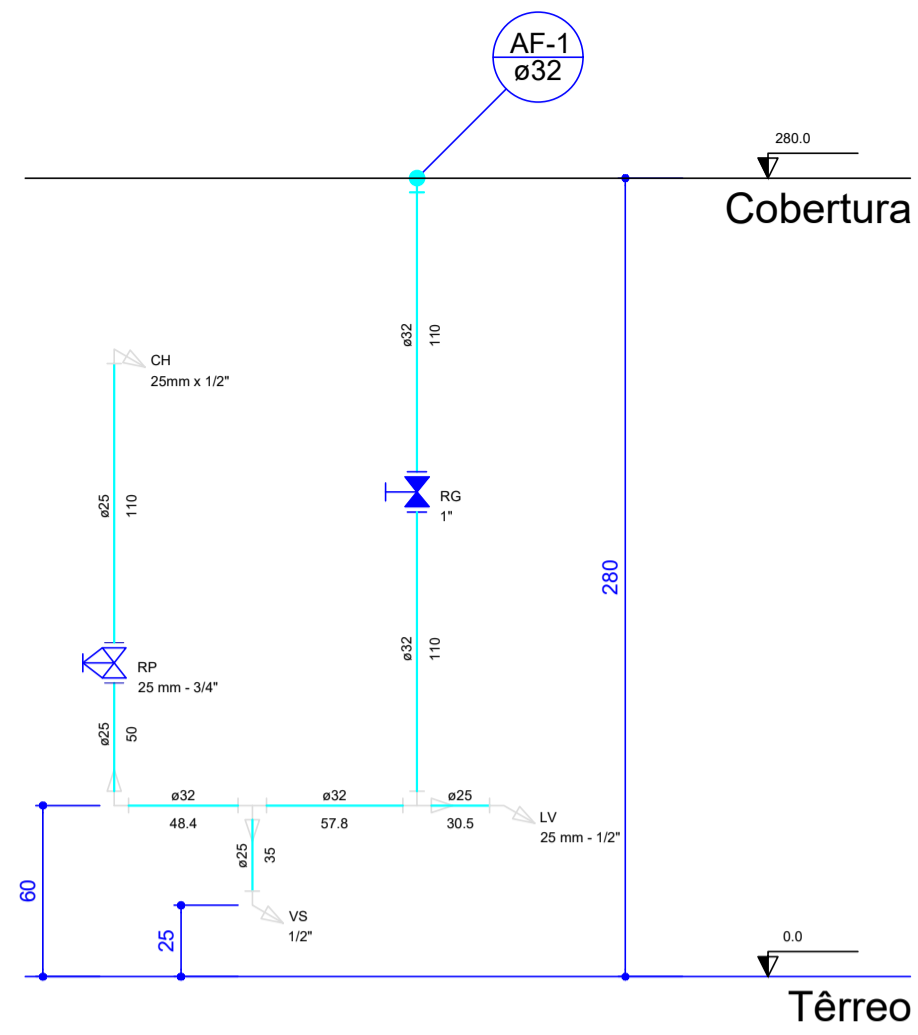 AF-1
ø32
280.0
Cobertura
ø32
110
CH
25mm x 1/2"
ø25
110
RG
1"
280
ø32
110
RP
25 mm - 3/4"
ø25
50
ø32
48.4
ø32
57.8
ø25
30.5
LV
25 mm - 1/2"
ø25
35
60
VS
1/2"
25
0.0
Têrreo